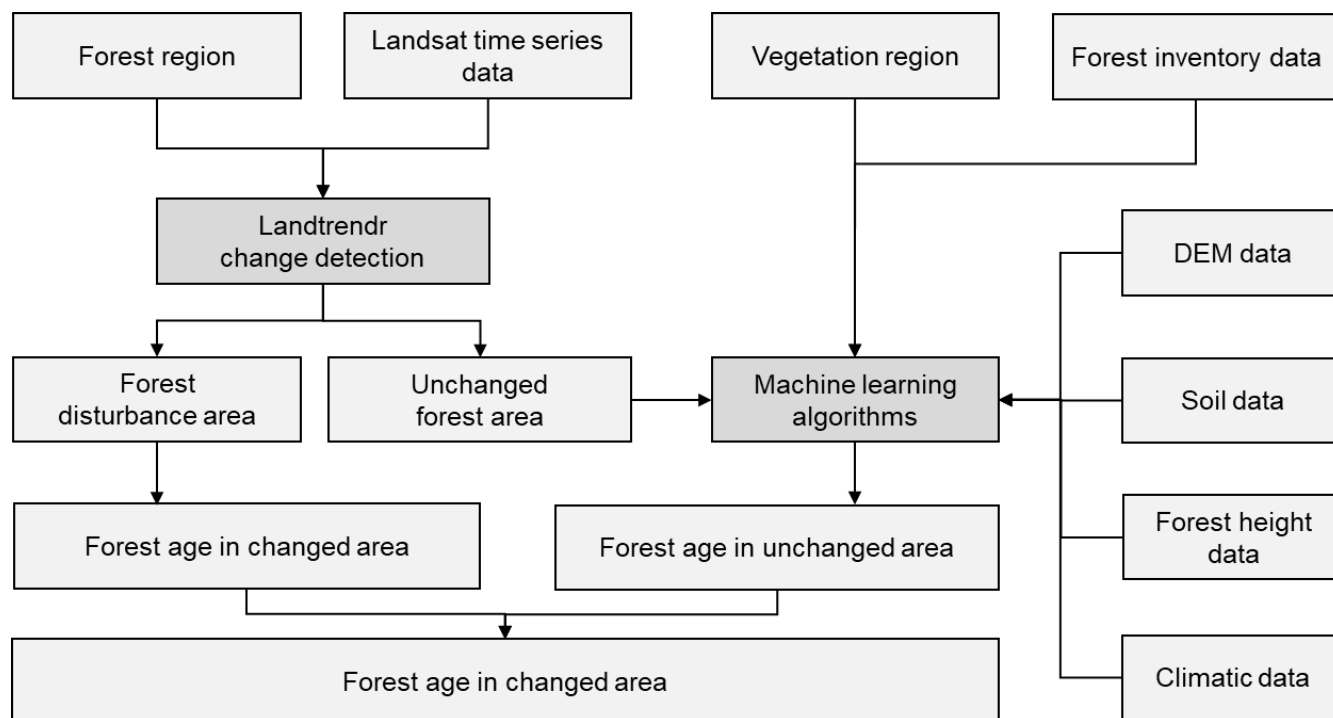 Forest region
Landsat time series
data
Vegetation region
Forest inventory data
Landtrendr
change detection
DEM data
Forest
disturbance area
Unchanged
forest area
Machine learning
algorithms
Soil data
Forest age in changed area
Forest age in unchanged area
Forest height
data
Forest age in changed area
Climatic data